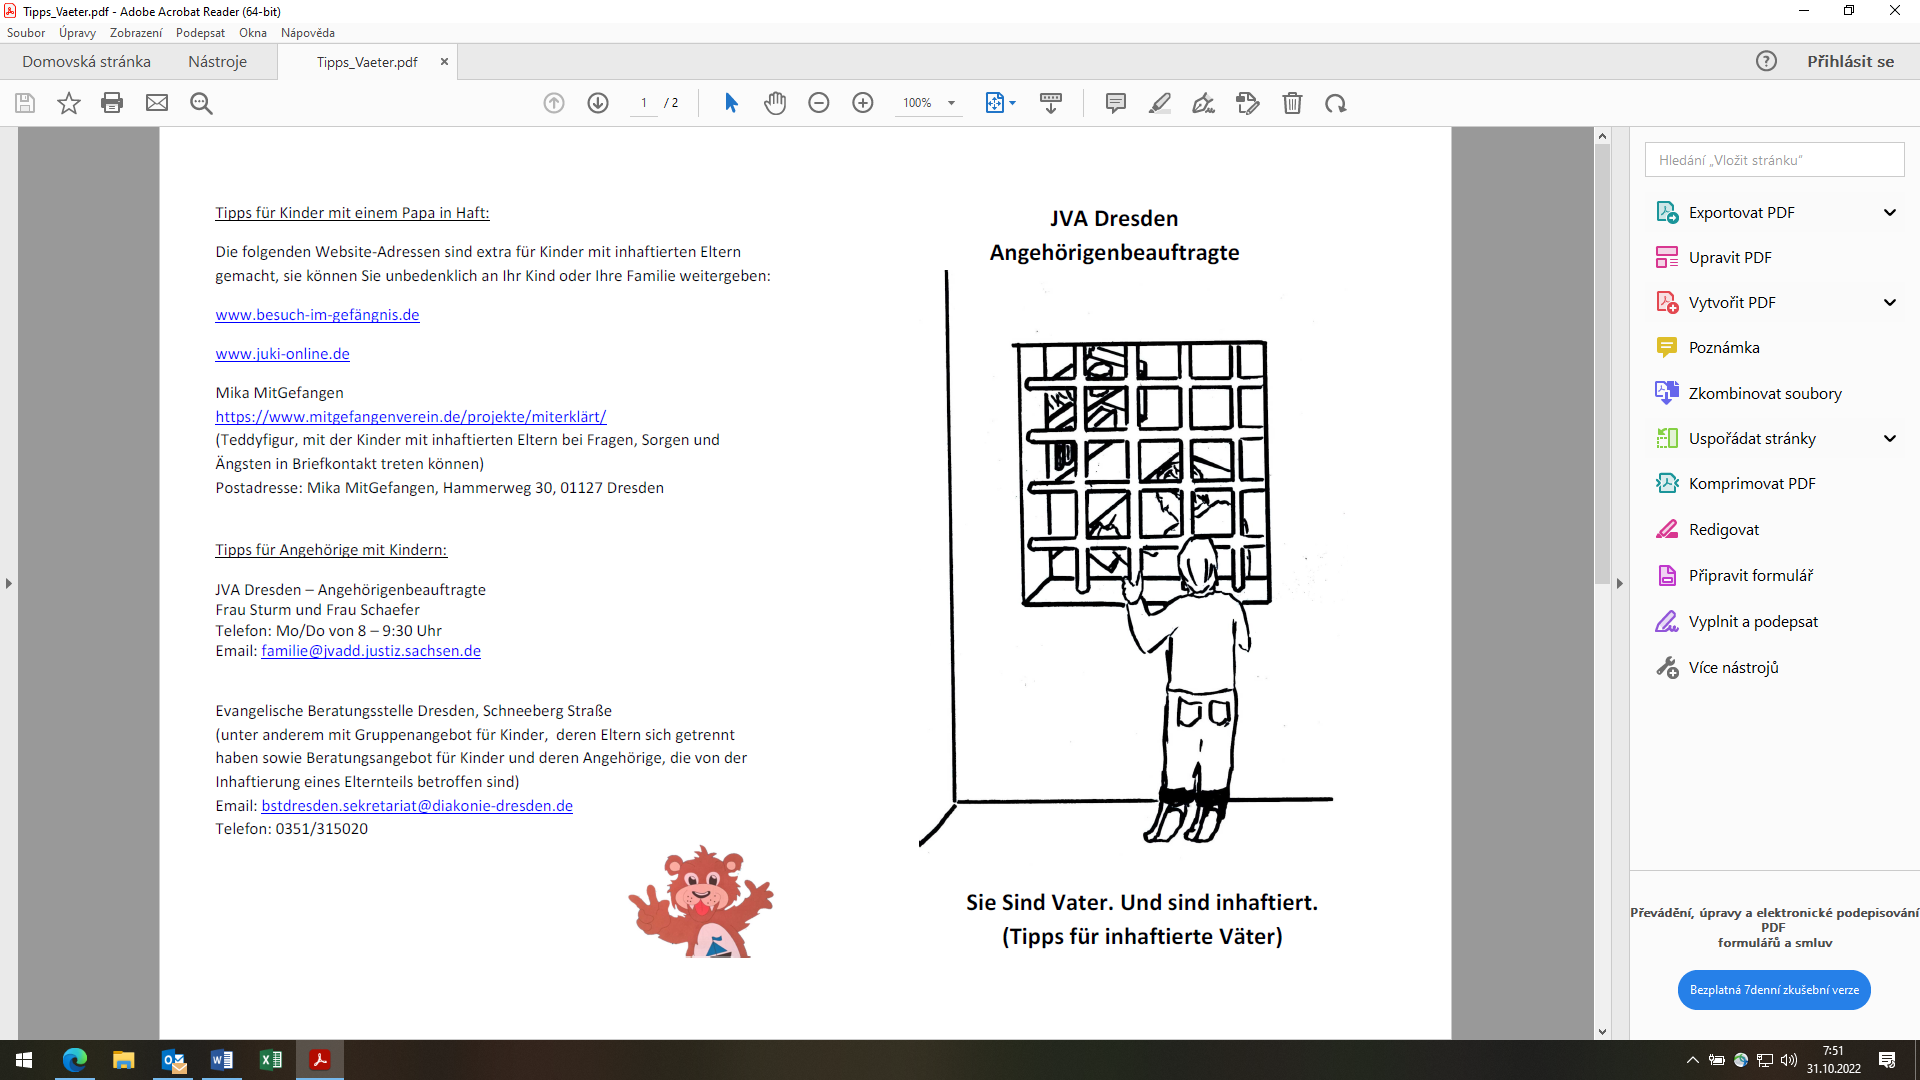 Tipps_Vaeter.pdf - Adobe Acrobat Reader (64-bit)
Soubor Úpravy Zobrazení Podepsat Okna Nápověda
Domovská stránka Nástroje Tipps_Vaeter.pdf × Přihlásit se
1 / 2 100%
Tipps für Kinder mit einem Papa in Haft:
Die folgenden Website-Adressen sind extra für Kinder mit inhaftierten Eltern
gemacht, sie können Sie unbedenklich an Ihr Kind oder Ihre Familie weitergeben:
www.besuch-im-gefängnis.de
www.juki-online.de
Mika MitGefangen
https://www.mitgefangenverein.de/projekte/miterklärt/
(Teddyfigur, mit der Kinder mit inhaftierten Eltern bei Fragen, Sorgen und
Ängsten in Briefkontakt treten können)
Postadresse: Mika MitGefangen, Hammerweg 30, 01127 Dresden
Tipps für Angehörige mit Kindern:
JVA Dresden – Angehörigenbeauftragte
Frau Sturm und Frau Schaefer
Telefon: Mo/Do von 8 – 9:30 Uhr
Email: familie@jvadd.justiz.sachsen.de
Evangelische Beratungsstelle Dresden, Schneeberg Straße
(unter anderem mit Gruppenangebot für Kinder, deren Eltern sich getrennt
haben sowie Beratungsangebot für Kinder und deren Angehörige, die von der
Inhaftierung eines Elternteils betroffen sind)
Email: bstdresden.sekretariat@diakonie-dresden.de
Telefon: 0351/315020
JVA Dresden
Angehörigenbeauftragte
Sie Sind Vater. Und sind inhaftiert.
(Tipps für inhaftierte Väter)
Hledání „Vložit stránku“
Exportovat PDF
Upravit PDF
Vytvořit PDF
Poznámka
Zkombinovat soubory
Uspořádat stránky
Komprimovat PDF
Redigovat
Připravit formulář
Vyplnit a podepsat
Více nástrojů
Převádění, úpravy a elektronické podepisování
PDF
formulářů a smluv
Bezplatná 7denní zkušební verze
7:51
31.10.2022